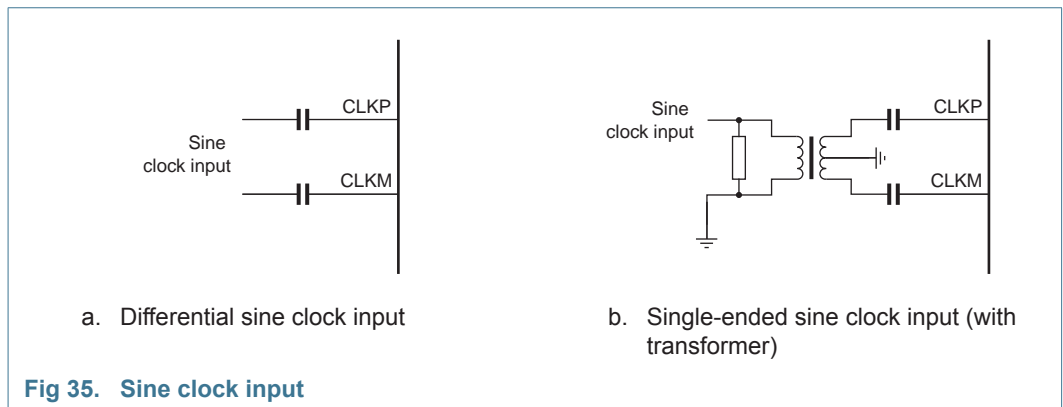 Sine
clock input
CLKP
CLKM
Sine
clock input
CLKP
CLKM
a. Differential sine clock input
b. Single-ended sine clock input (with
transformer)
Fig 35. Sine clock input